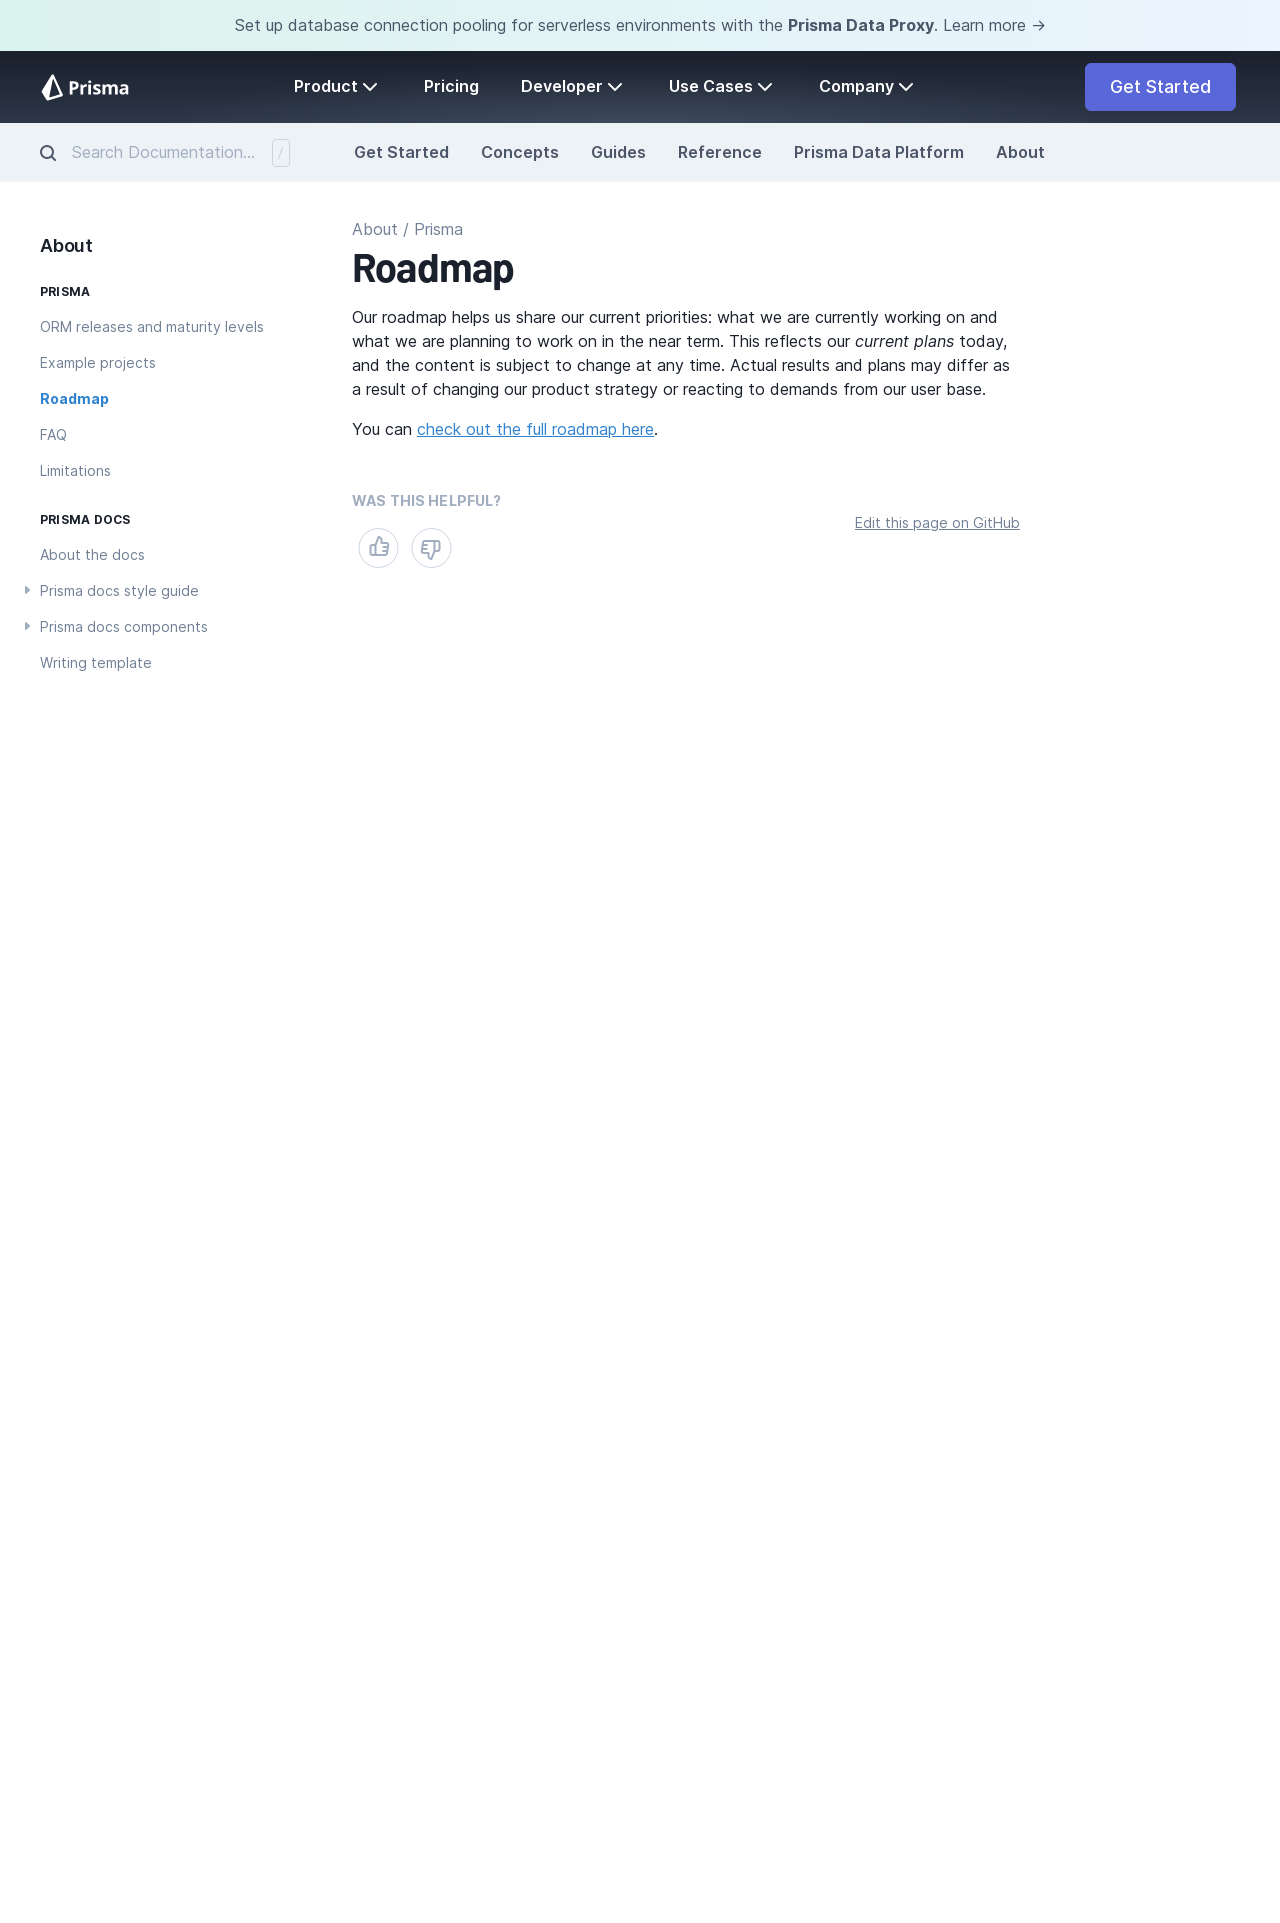 Set up database connection pooling for serverless environments with the Prisma Data Proxy. Learn more →
Prisma
Product
Pricing
Developer
Use Cases
Company
Get Started
Search Documentation...
/
Get Started
Concepts
Guides
Reference
Prisma Data Platform
About
About
PRISMA
ORM releases and maturity levels
Example projects
Roadmap
FAQ
Limitations
PRISMA DOCS
About the docs
Prisma docs style guide
Prisma docs components
Writing template
About / Prisma
Roadmap
Our roadmap helps us share our current priorities: what we are currently working on and
what we are planning to work on in the near term. This reflects our current plans today,
and the content is subject to change at any time. Actual results and plans may differ as
a result of changing our product strategy or reacting to demands from our user base.
You can check out the full roadmap here.
WAS THIS HELPFUL?
Edit this page on GitHub